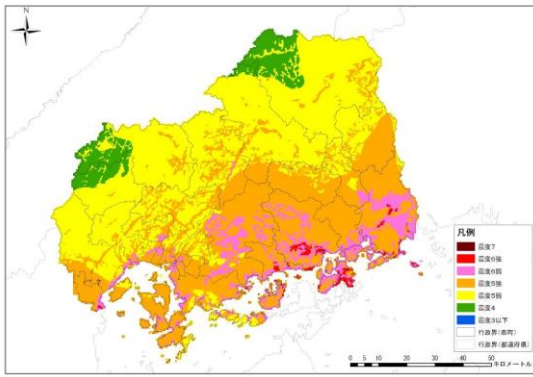 N
凡例
震度7
震度6強
震度6弱
震度5強
震度5弱
震度4
震度3以下
行政界(市町)
行政界(都道府県)
0 5 10 20 30 40 50
キロメートル